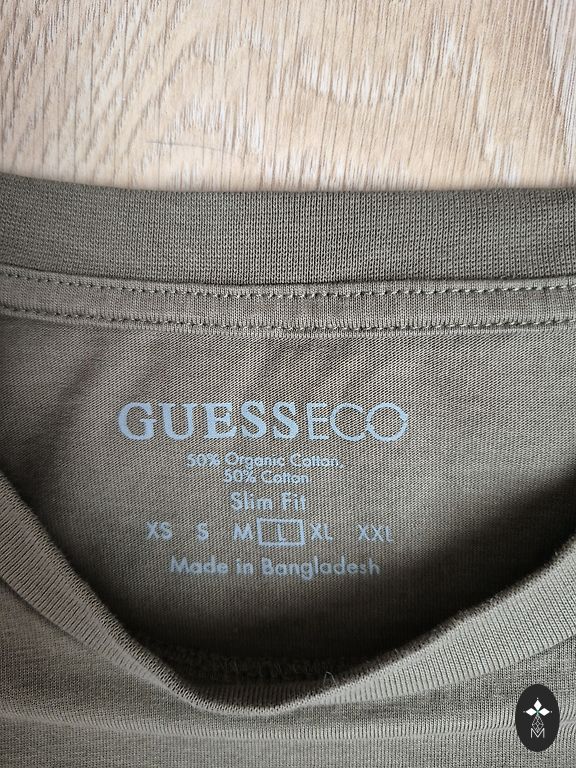 GUESSECO
50% Organic Cotton,
50% Cotton
Slim Fit
XS S M L XL XXL
Made in Bangladesh
M